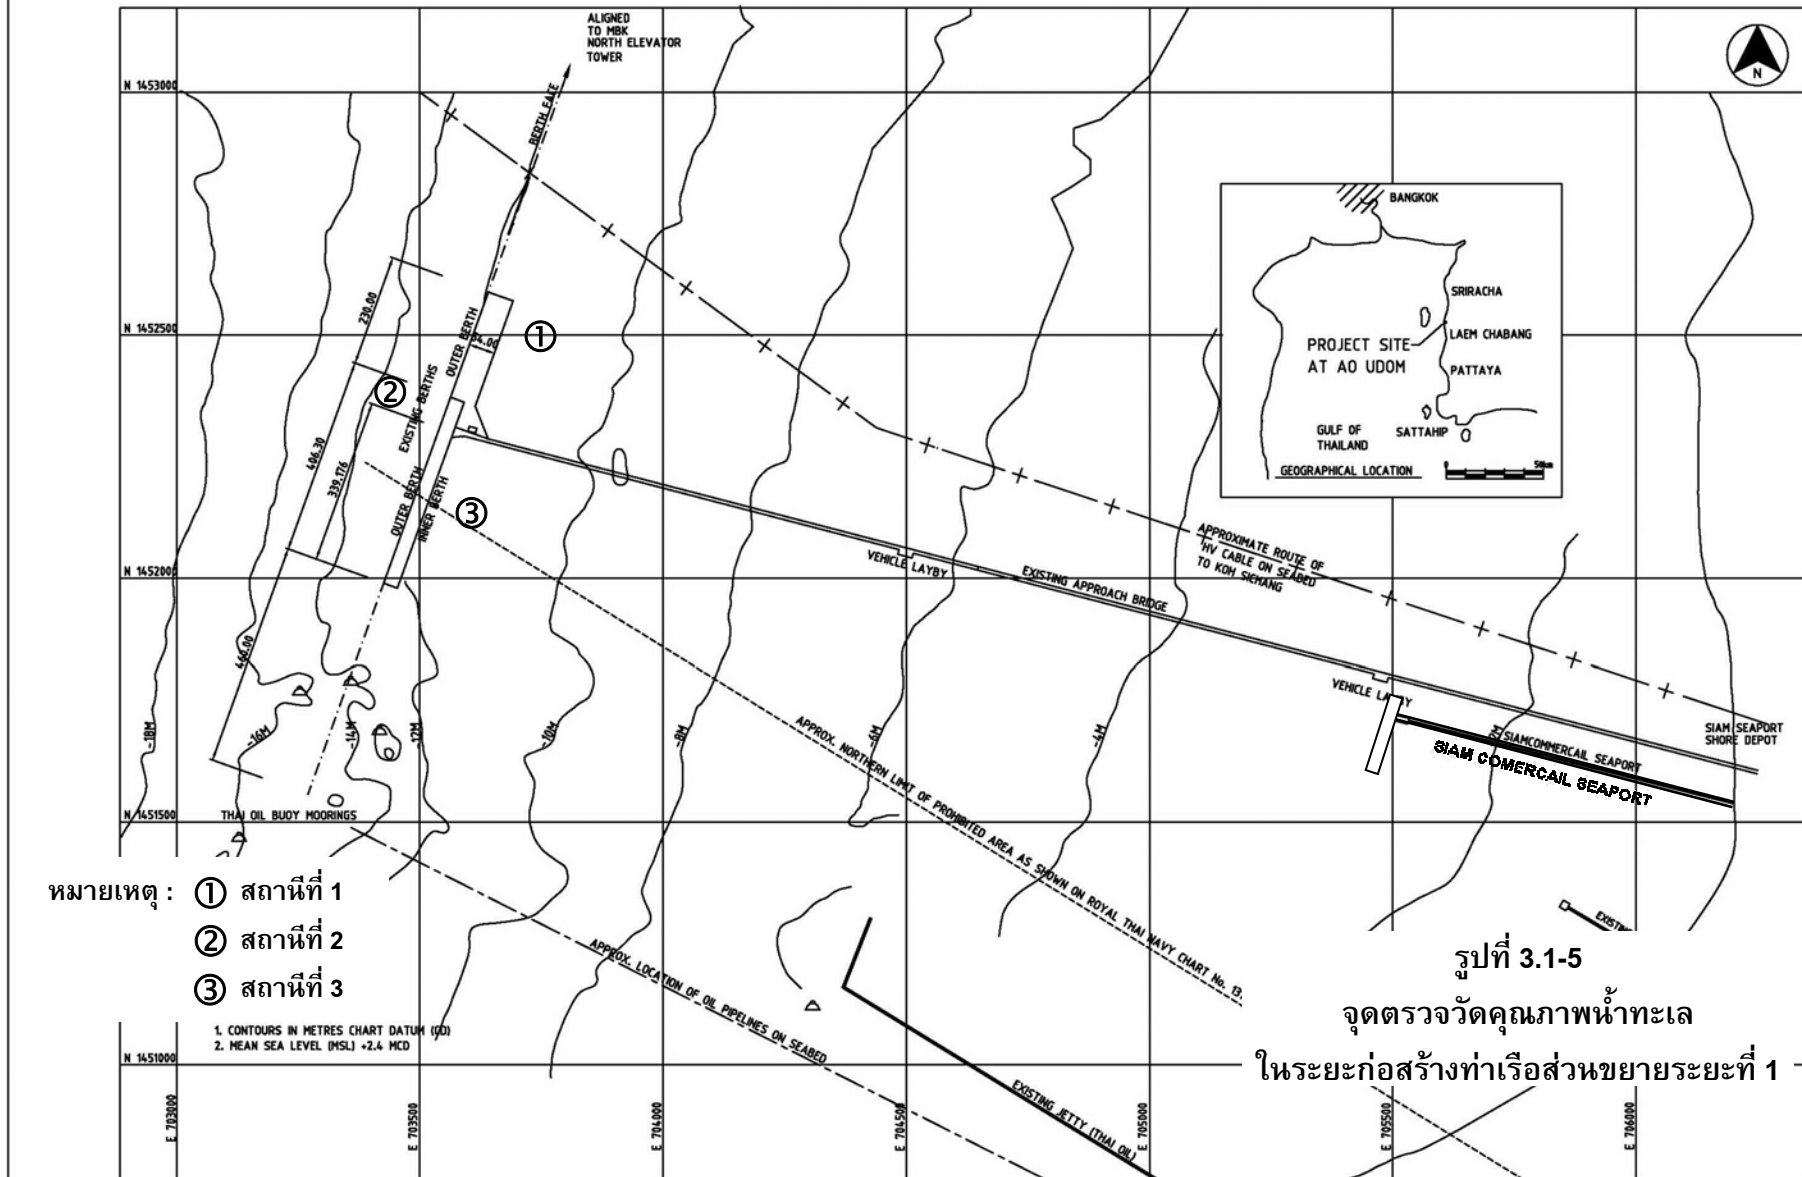 ALIGNED
TO MBK
NORTH ELEVATOR
TOWER
N
N 1453000
BERTH FACE
BANGKOK
SRIRACHA
LAEM CHABANG
PROJECT SITE
AT AO UDOM
PATTAYA
GULF OF
THAILAND
SATTAHIP
GEOGRAPHICAL LOCATION
0
50km
N 1452500
230.00
OUTER BERTH
34.00
①
②
EXISTING BERTHS
406.30
339.176
OUTER BERTH
INNER BERTH
③
N 1452000
VEHICLE LAYBY
EXISTING APPROACH BRIDGE
APPROXIMATE ROUTE OF
HV CABLE ON SEABED
TO KOH SICHANG
460.00
VEHICLE LAYBY
SIAM SEAPORT
SHORE DEPOT
SIAMCOMMERCAIL SEAPORT
SIAM COMERCAIL SEAPORT
-18M
-16M
-14M
-12M
-10M
-8M
-6M
-4M
APPROX. NORTHERN LIMIT OF PROHIBITED AREA AS SHOWN ON ROYAL THAI NAVY CHART No.
N 1451500
THAI OIL BUOY MOORINGS
หมายเหตุ : ① สถานีที่ 1
② สถานีที่ 2
③ สถานีที่ 3
APPROX. LOCATION OF OIL PIPELINES ON SEABED
1. CONTOURS IN METRES CHART DATUM (CD)
2. MEAN SEA LEVEL (MSL) +2.4 MCD
N 1451000
EXISTING JETTY (THAI OIL)
รูปที่ 3.1-5
จุดตรวจวัดคุณภาพน้ำทะเล
ในระยะก่อสร้างท่าเรือส่วนขยายระยะที่ 1
E 703000
E 703500
E 704000
E 704500
E 705000
E 705500
E 706000